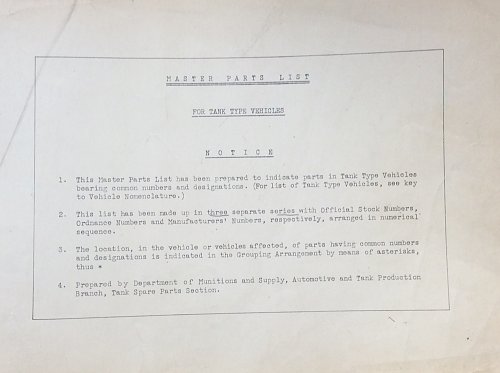 MASTER PARTS LIST
FOR TANK TYPE VEHICLES
NOTICE
1. This Master Parts List has been prepared to indicate parts in Tank Type Vehicles
bearing common numbers and designations. (For list of Tank Type Vehicles, see key
to Vehicle Nomenclature.)
2. This list has been made up in three separate series with Official Stock Numbers,
Ordnance Numbers and Manufacturers' Numbers, respectively, arranged in numerical
sequence.
3. The location, in the vehicle or vehicles affected, of parts having common numbers
and designations is indicated in the Grouping Arrangement by means of asterisks,
thus *
4. Prepared by Department of Munitions and Supply, Automotive and Tank Production
Branch, Tank Spare Parts Section.